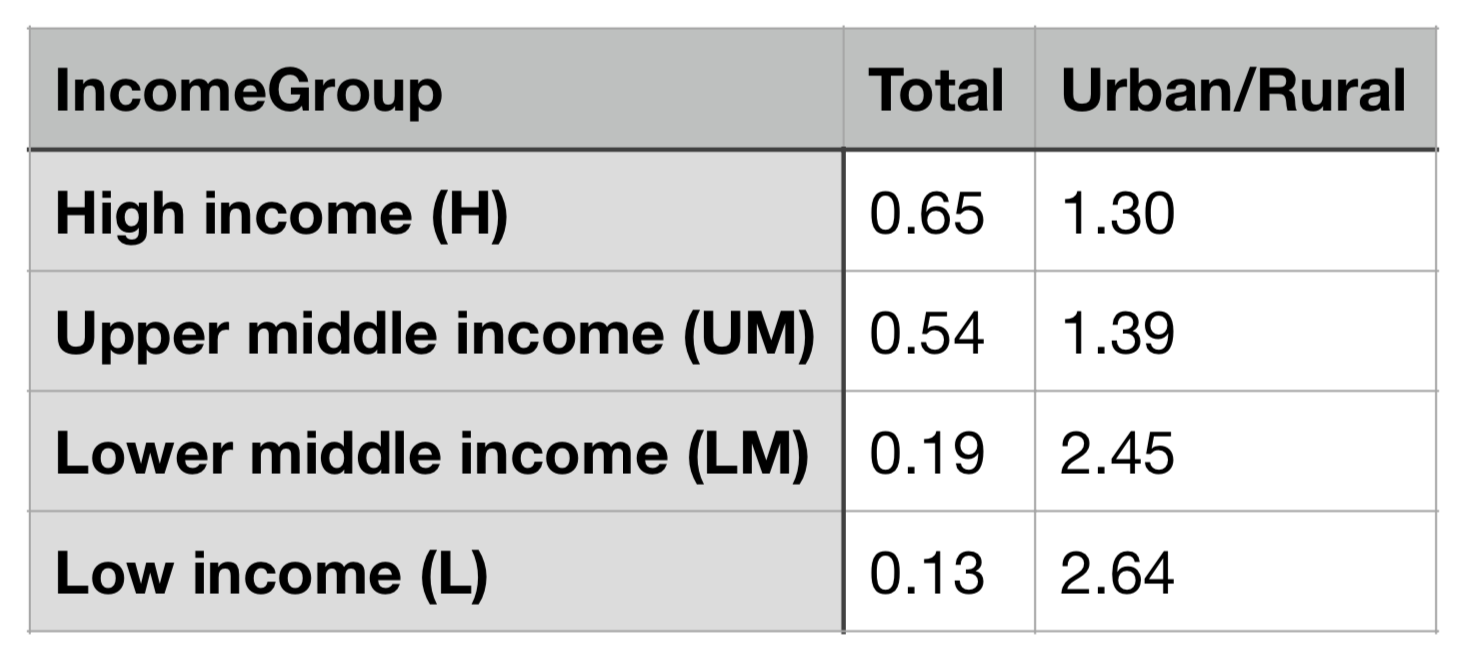 IncomeGroup Total Urban/Rural
High income (H) 0.65 1.30
Upper middle income (UM) 0.54 1.39
Lower middle income (LM) 0.19 2.45
Low income (L) 0.13 2.64